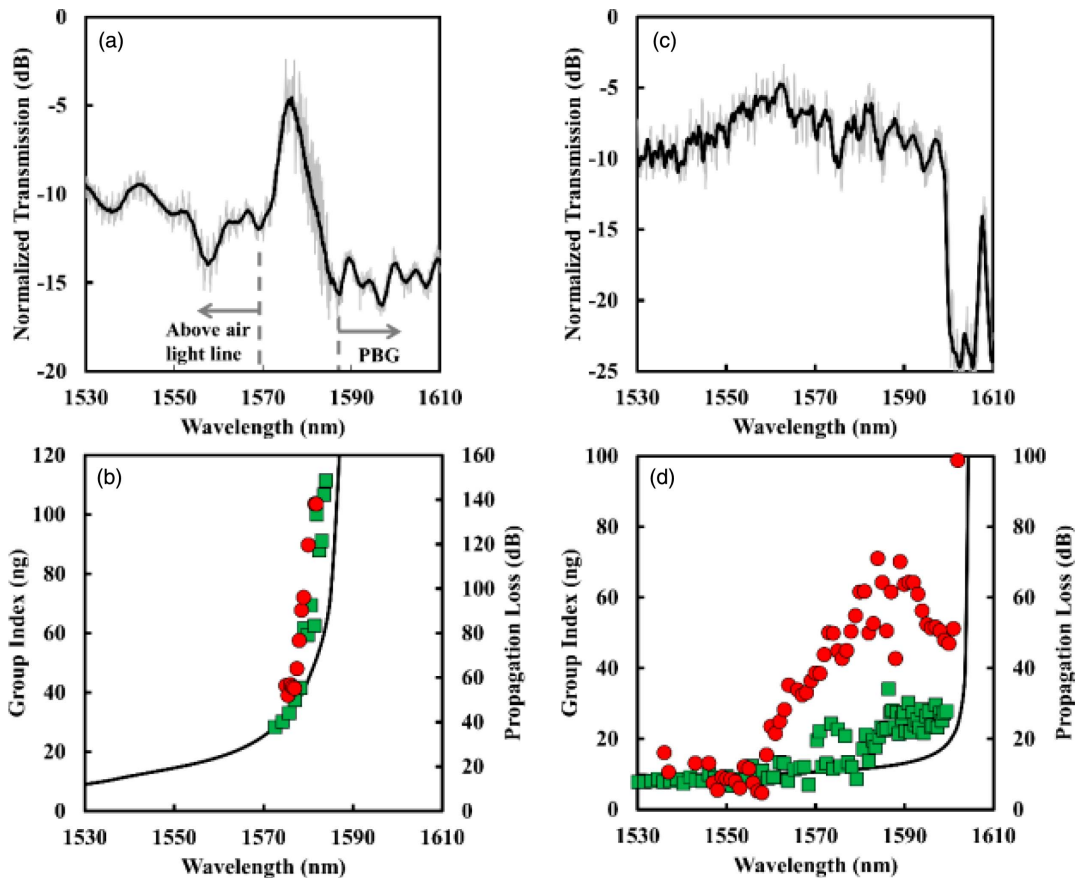 (a)
0
-5
-10
-15
-20
Normalized Transmission (dB)
Above air
light line
PBG
1530 1550 1570 1590 1610
Wavelength (nm)
(c)
0
-5
-10
-15
-20
-25
Normalized Transmission (dB)
1530 1550 1570 1590 1610
Wavelength (nm)
(b)
120
100
80
60
40
20
0
Group Index (ng)
160
140
120
100
80
60
40
20
0
Propagation Loss (dB)
1530 1550 1570 1590 1610
Wavelength (nm)
(d)
100
80
60
40
20
0
Group Index (ng)
100
80
60
40
20
0
Propagation Loss (dB)
1530 1550 1570 1590 1610
Wavelength (nm)